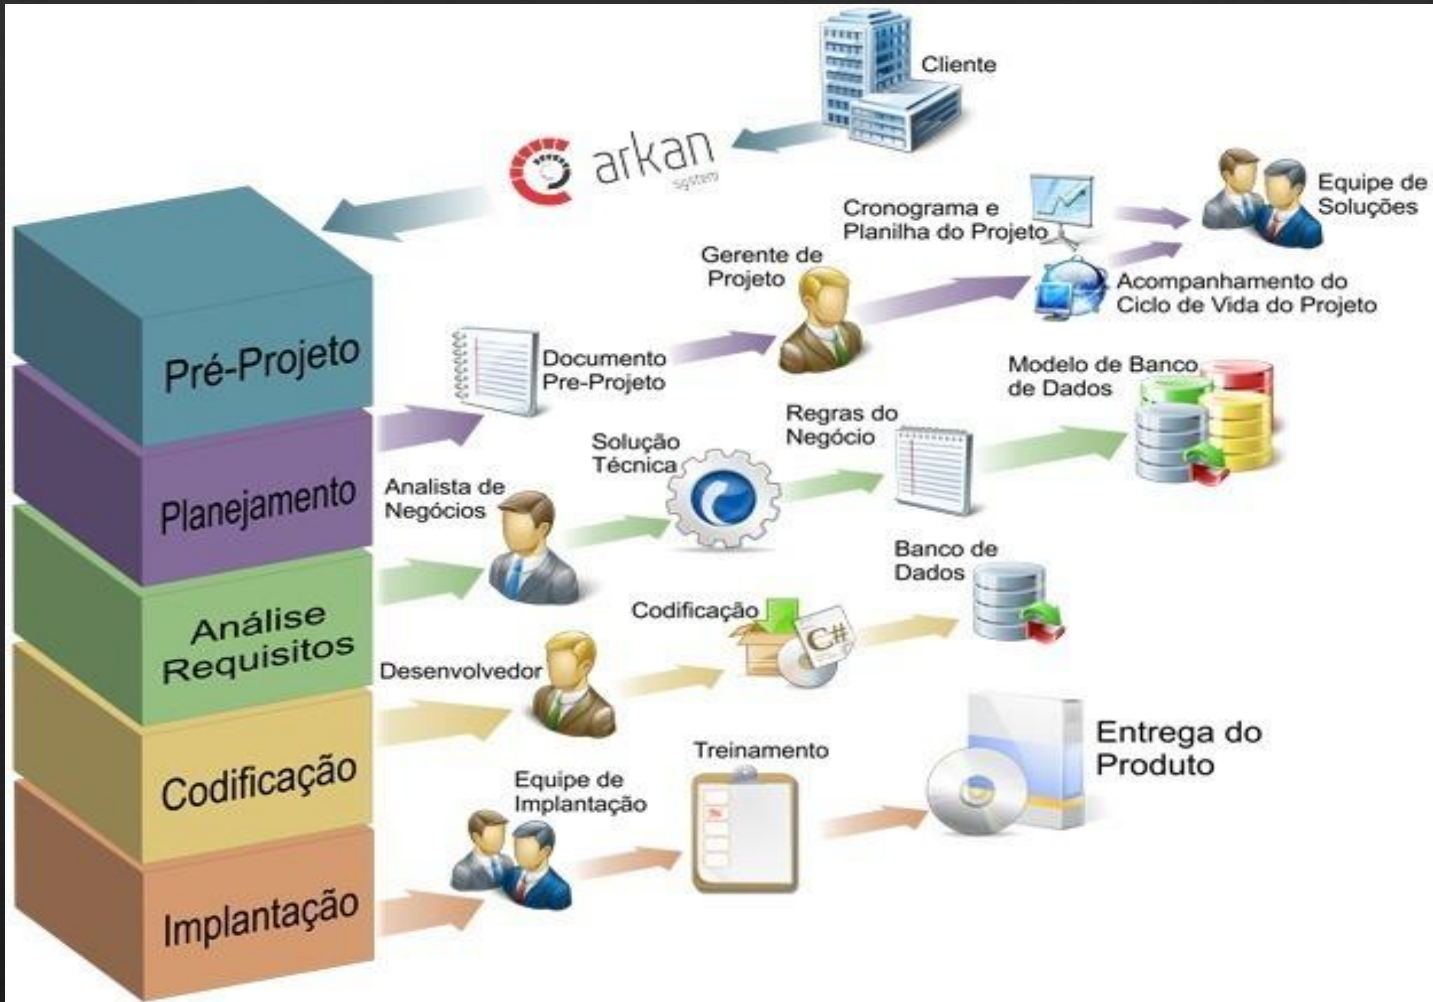 Cliente
arkan
system
Equipe de
Soluções
Cronograma e
Planilha do Projeto
Gerente de
Projeto
Acompanhamento do
Ciclo de Vida do Projeto
Pré-Projeto
Documento
Pre-Projeto
Modelo de Banco
de Dados
Regras do
Negócio
Solução
Técnica
Planejamento
Analista de
Negócios
Banco de
Dados
Análise
Requisitos
Codificação
C#
Desenvolvedor
Codificação
Treinamento
Entrega do
Produto
Equipe de
Implantação
Implantação